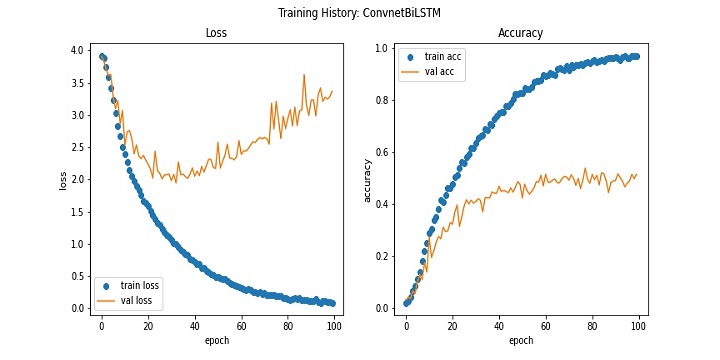 Training History: ConvnetBiLSTM
Loss
4.0
3.5
3.0
2.5
2.0
1.5
1.0
0.5
0.0
loss
train loss
val loss
0 20 40 60 80 100
epoch
Accuracy
1.0
0.8
0.6
0.4
0.2
0.0
accuracy
train acc
val acc
0 20 40 60 80 100
epoch